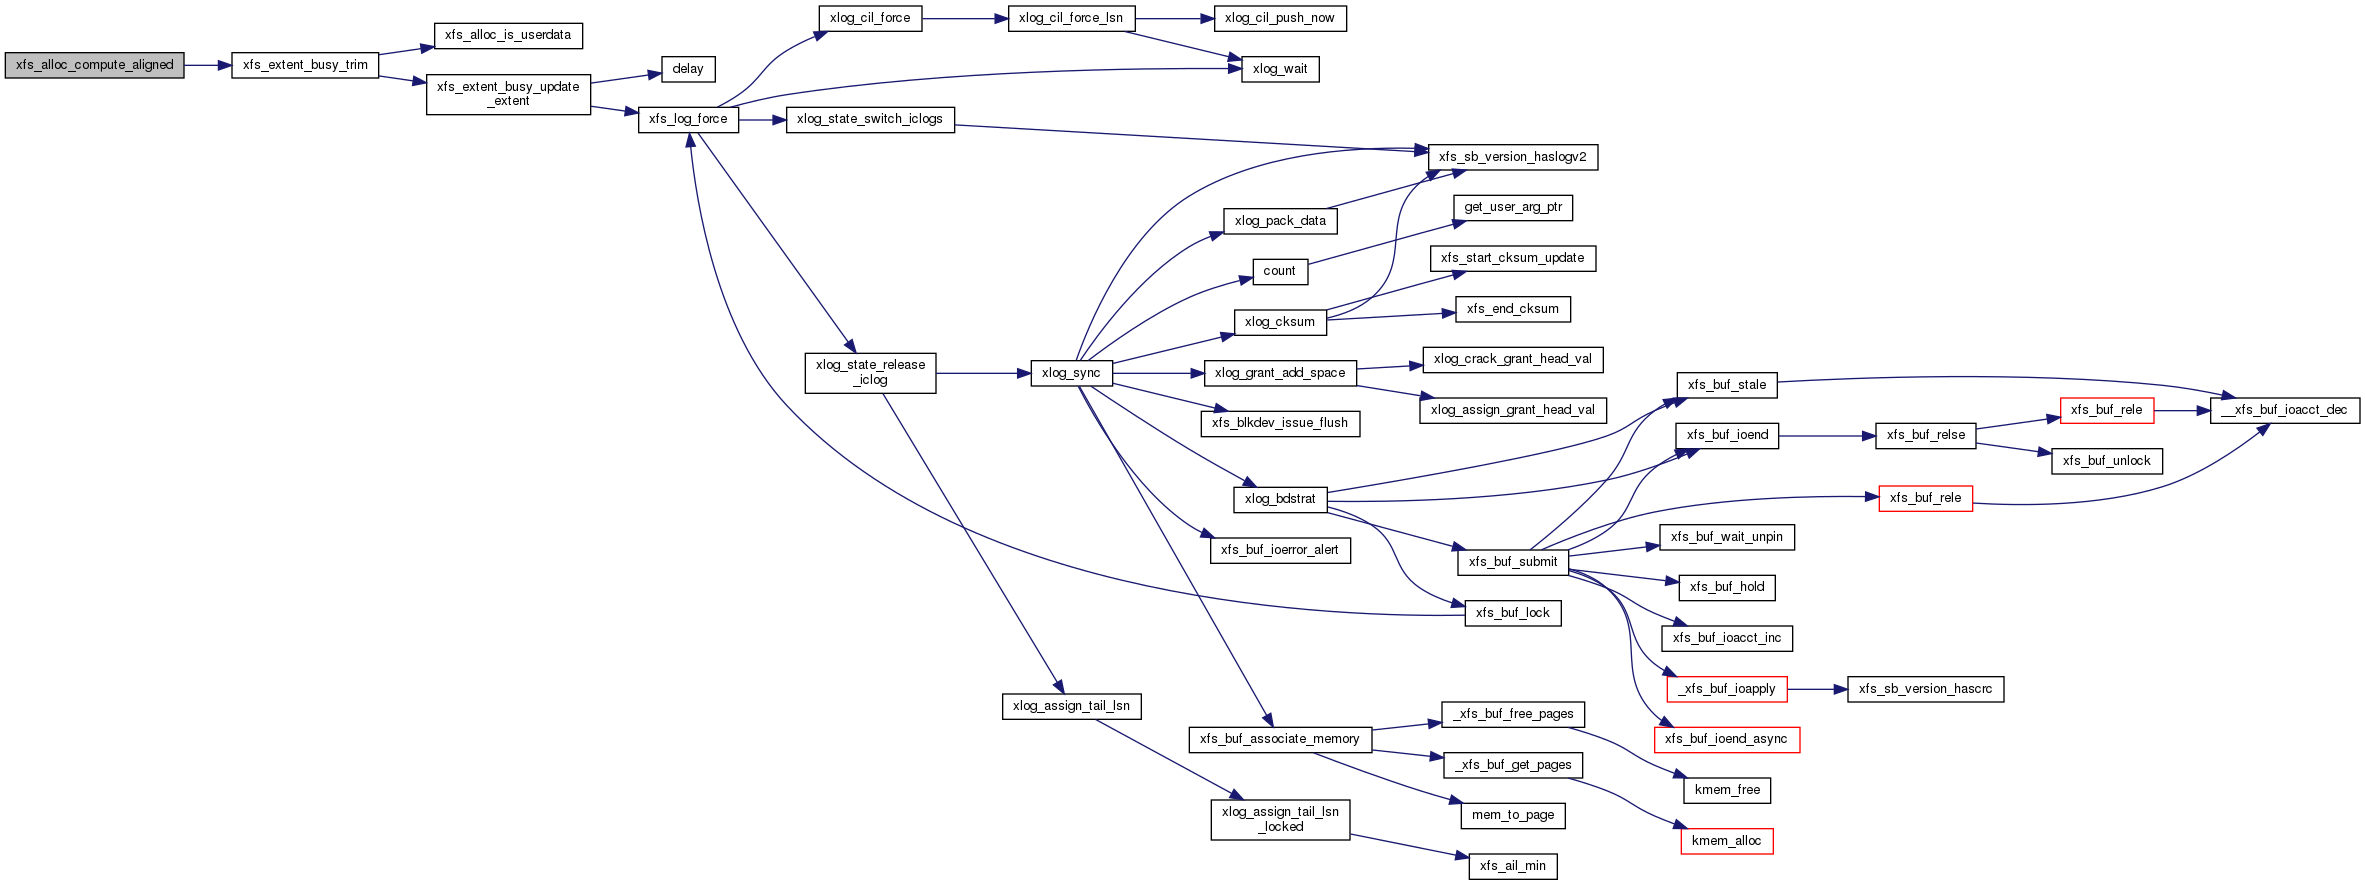 xfs_alloc_compute_aligned
xfs_extent_busy_trim
xfs_alloc_is_userdata
xfs_extent_busy_update
_extent
delay
xfs_log_force
xlog_cil_force
xlog_cil_force_lsn
xlog_cil_push_now
xlog_wait
xlog_state_switch_iclogs
xfs_sb_version_haslogv2
xlog_pack_data
get_user_arg_ptr
count
xfs_start_cksum_update
xlog_cksum
xfs_end_cksum
xlog_state_release
_iclog
xlog_sync
xlog_grant_add_space
xlog_crack_grant_head_val
xlog_assign_grant_head_val
xfs_blkdev_issue_flush
xlog_bdstrat
xfs_buf_ioerror_alert
xfs_buf_stale
xfs_buf_ioend
xfs_buf_relse
xfs_buf_rele
__xfs_buf_ioacct_dec
xfs_buf_unlock
xfs_buf_rele
xfs_buf_submit
xfs_buf_wait_unpin
xfs_buf_hold
xfs_buf_lock
xfs_buf_ioacct_inc
_xfs_buf_ioapply
xfs_sb_version_hascrc
xfs_buf_ioend_async
xlog_assign_tail_lsn
xfs_buf_associate_memory
_xfs_buf_free_pages
_xfs_buf_get_pages
kmem_free
mem_to_page
kmem_alloc
xlog_assign_tail_lsn
_locked
xfs_ail_min